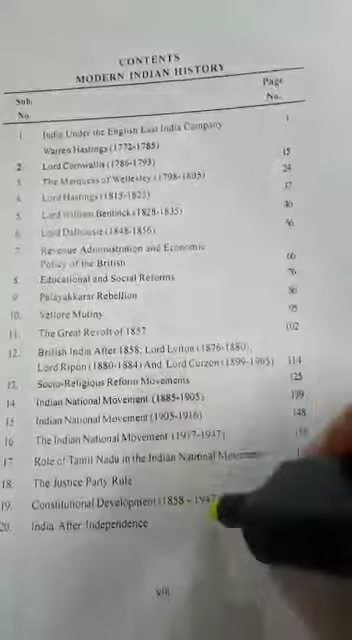 CONTENTS
MODERN INDIAN HISTORY
Sub. No. Page No.
1. India Under the English East India Company 1
Warren Hastings (1772-1785)
2. Lord Cornwallis (1786-1793) 15
3. The Marquess of Wellesley (1798-1805) 24
4. Lord Hastings (1813-1823)
5. Lord William Bentinck (1828-1835) 46
6. Lord Dalhousie (1848-1856) 56
7. Revenue Administration and Economic
Policy of the British 66
8. Educational and Social Reforms 76
9. Palayakkarar Rebellion 86
10. Vellore Mutiny 95
11. The Great Revolt of 1857 102
12. British India After 1858: Lord Lytton (1876-1880),
Lord Ripon (1880-1884) And Lord Curzon (1899-1905) 114
13. Socio-Religious Reform Movements 125
14. Indian National Movement (1885-1905) 139
15. Indian National Movement (1905-1916) 148
16. The Indian National Movement (1917-1947)
17. Role of Tamil Nadu in the Indian National
18. The Justice Party Rule
19. Constitutional Development (1858 - 1947
20. India After Independence
viii